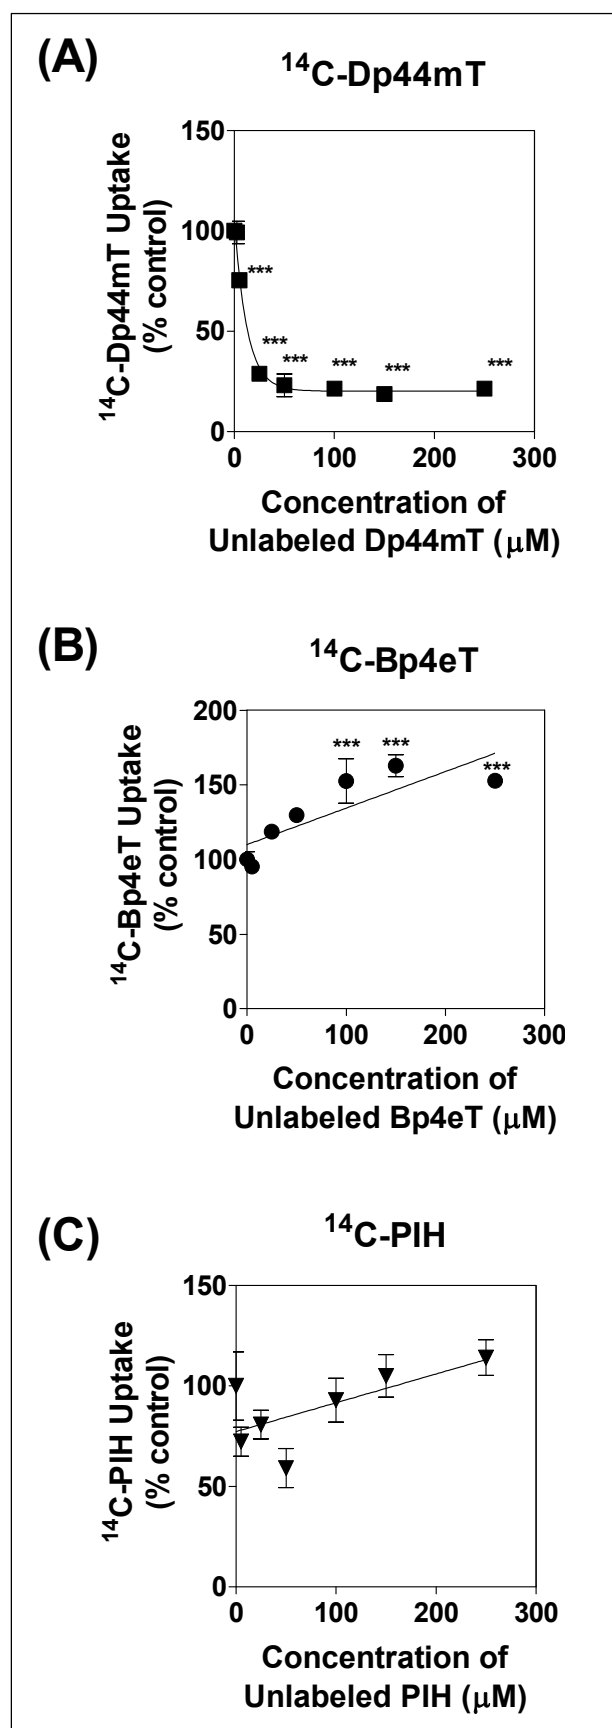 (A)
¹⁴C-Dp44mT
¹⁴C-Dp44mT Uptake
(% control)
150
100
50
0
***
***
***
***
***
***
0 100 200 300
Concentration of
Unlabeled Dp44mT (μM)
(B)
¹⁴C-Bp4eT
¹⁴C-Bp4eT Uptake
(% control)
200
150
100
50
0
***
***
***
0 100 200 300
Concentration of
Unlabeled Bp4eT (μM)
(C)
¹⁴C-PIH
¹⁴C-PIH Uptake
(% control)
150
100
50
0
0 100 200 300
Concentration of
Unlabeled PIH (μM)